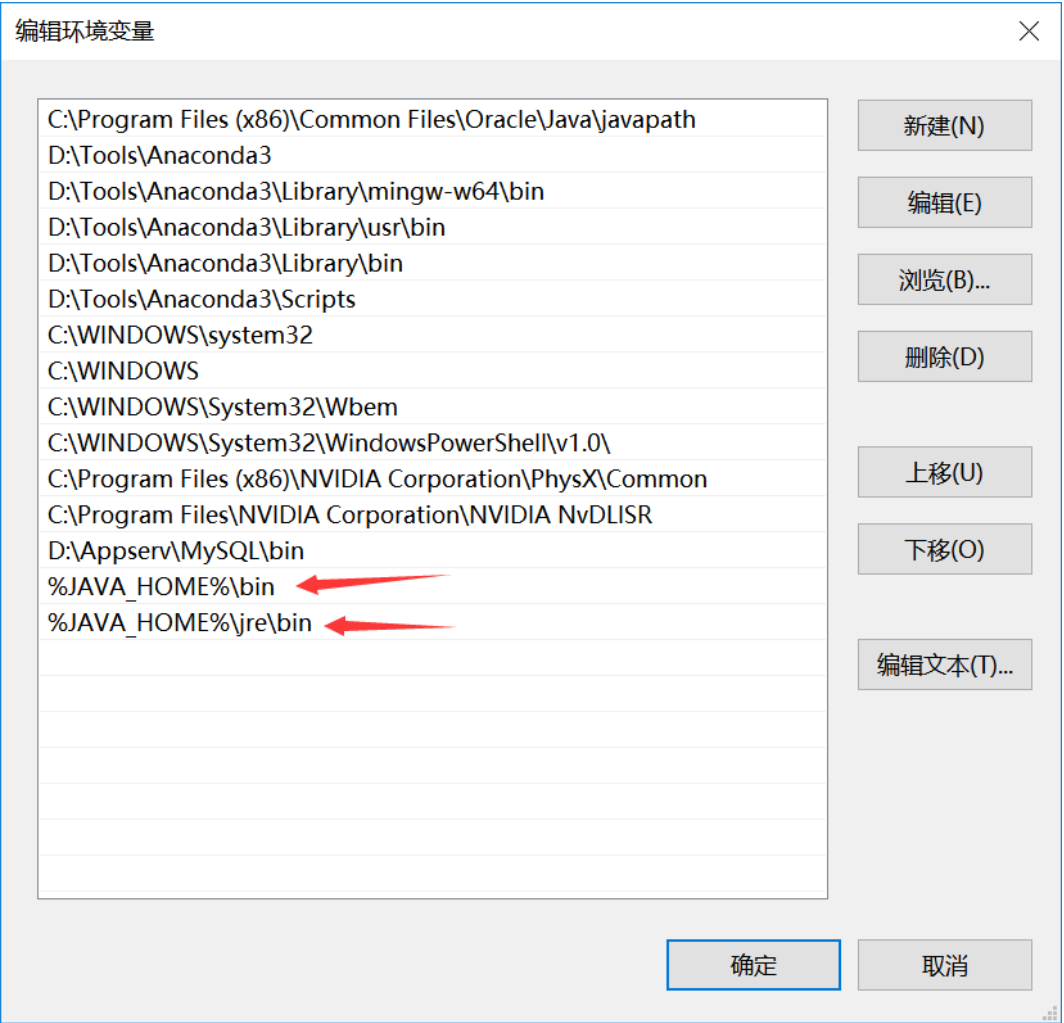 编辑环境变量
C:\Program Files (x86)\Common Files\Oracle\Java\javapath
D:\Tools\Anaconda3
D:\Tools\Anaconda3\Library\mingw-w64\bin
D:\Tools\Anaconda3\Library\usr\bin
D:\Tools\Anaconda3\Library\bin
D:\Tools\Anaconda3\Scripts
C:\WINDOWS\system32
C:\WINDOWS
C:\WINDOWS\System32\Wbem
C:\WINDOWS\System32\WindowsPowerShell\v1.0\
C:\Program Files (x86)\NVIDIA Corporation\PhysX\Common
C:\Program Files\NVIDIA Corporation\NVIDIA NvDLISR
D:\Appserv\MySQL\bin
%JAVA_HOME%\bin
%JAVA_HOME%\jre\bin
新建(N)
编辑(E)
浏览(B)...
删除(D)
上移(U)
下移(O)
编辑文本(T)...
确定
取消